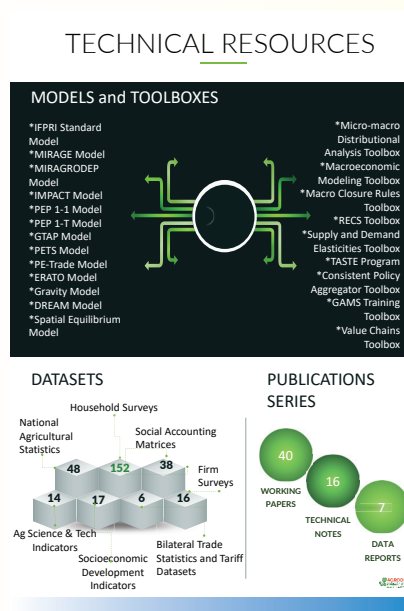 TECHNICAL RESOURCES
MODELS and TOOLBOXES
*IFPRI Standard
Model
*MIRAGE Model
*MIRAGRODEP
Model
*IMPACT Model
*PEP 1-1 Model
*PEP 1-T Model
*GTAP Model
*PETS Model
*PE-Trade Model
*ERATO Model
*Gravity Model
*DREAM Model
*Spatial Equilibrium
Model
*Micro-macro
Distributional
Analysis Toolbox
*Macroeconomic
Modeling Toolbox
*Macro Closure Rules
Toolbox
*RECS Toolbox
*Supply and Demand
Elasticities Toolbox
*TASTE Program
*Consistent Policy
Aggregator Toolbox
*GAMS Training
Toolbox
*Value Chains
Toolbox
DATASETS
Household Surveys
National
Agricultural
Statistics
Social Accounting
Matrices
Firm
Surveys
48
152
38
14
17
6
16
Ag Science & Tech
Indicators
Socioeconomic
Development
Indicators
Bilateral Trade
Statistics and Tariff
Datasets
PUBLICATIONS
SERIES
40
WORKING
PAPERS
16
TECHNICAL
NOTES
7
DATA
REPORTS